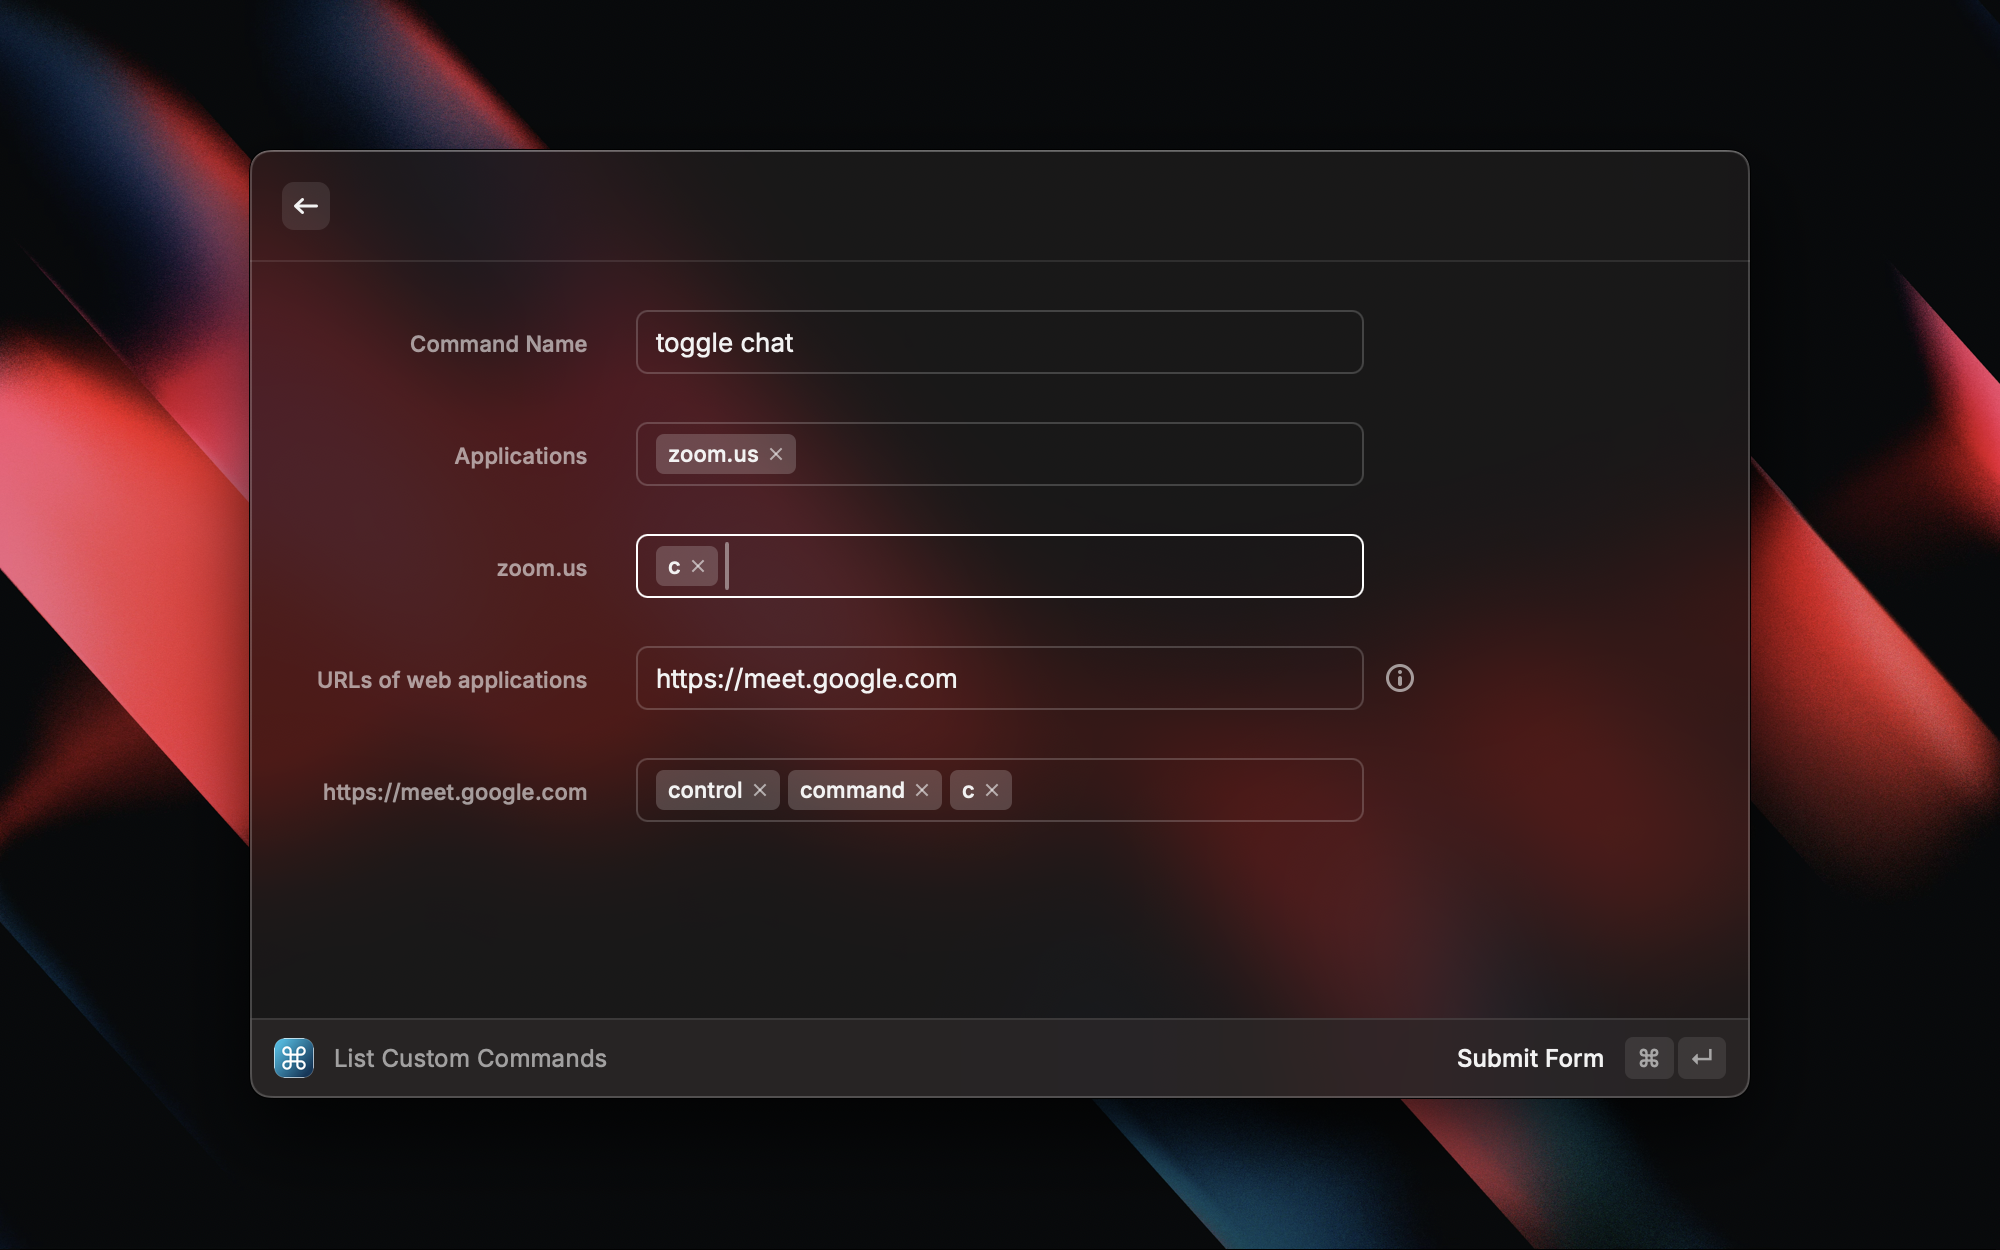 Command Name
toggle chat
Applications
zoom.us
zoom.us
c
URLs of web applications
https://meet.google.com
https://meet.google.com
control command c
List Custom Commands
Submit Form ⌘ ↵